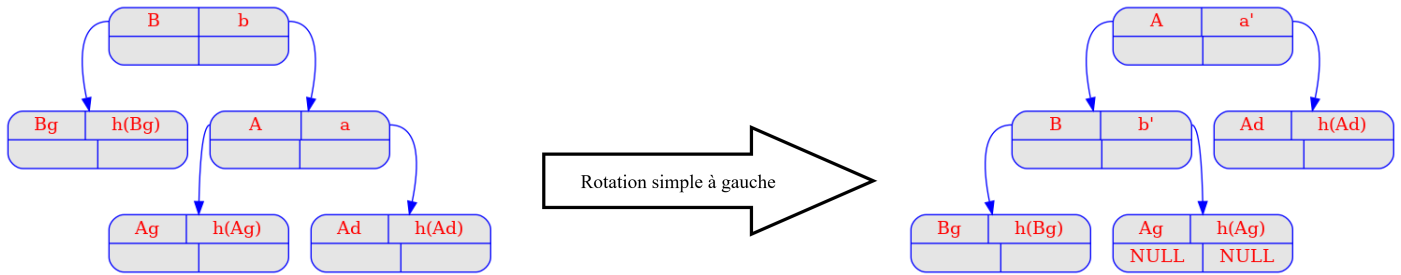 B b
Bg h(Bg)
A a
Ag h(Ag)
Ad h(Ad)
Rotation simple à gauche
A a'
B b'
Ad h(Ad)
Bg h(Bg)
Ag h(Ag)
NULL NULL